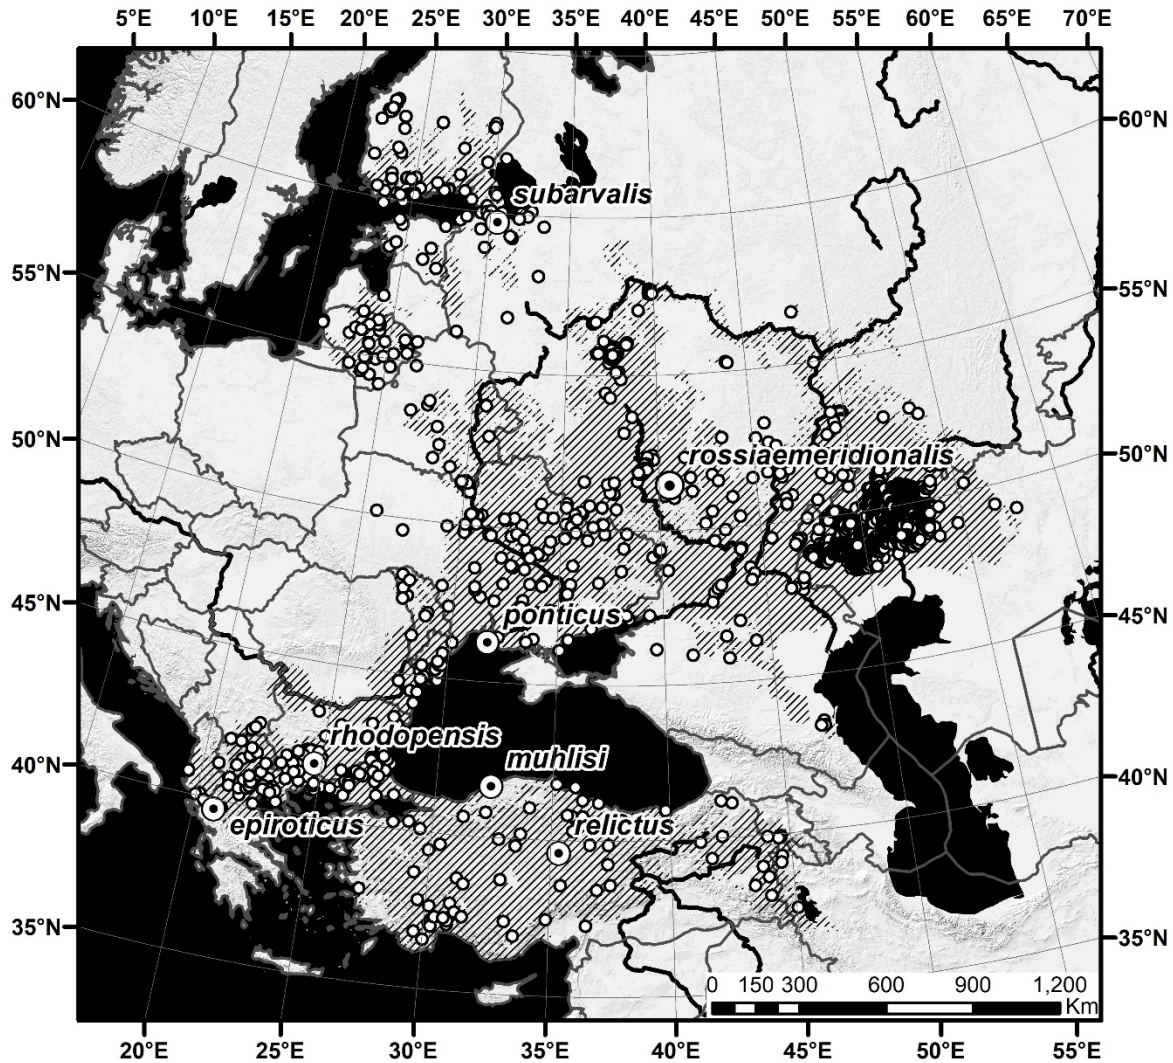 5°E 10°E 15°E 20°E 25°E 30°E 35°E 40°E 45°E 50°E 55°E 60°E 65°E 70°E
60°N 60°N
subarvalis
55°N 55°N
50°N 50°N
rossiaemeridionalis
45°N 45°N
ponticus
rhodopensis
muhlisi
40°N 40°N
epiroticus relictus
35°N 35°N
0 150 300 600 900 1,200
Km
20°E 25°E 30°E 35°E 40°E 45°E 50°E 55°E